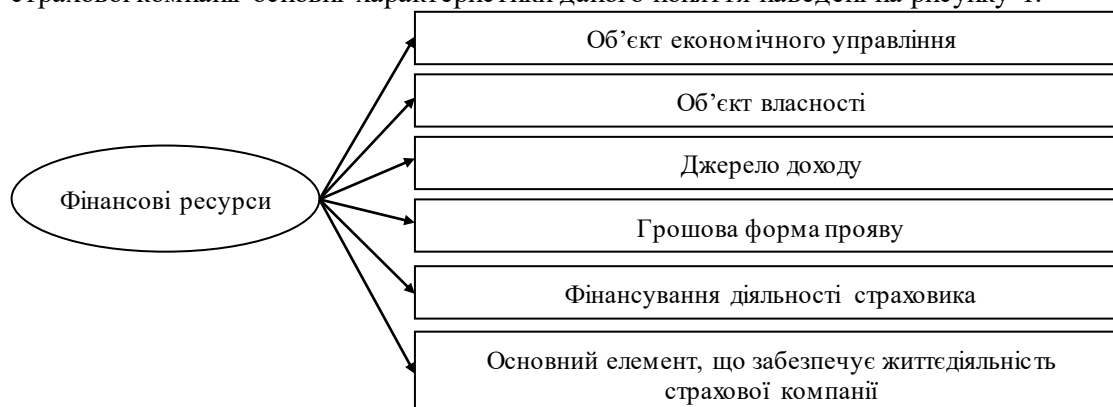 страхової компанії основні характеристики даного поняття наведені на рисунку 1.
Об’єкт економічного управління
Об’єкт власності
Джерело доходу
Фінансові ресурси
Грошова форма прояву
Фінансування діяльності страховика
Основний елемент, що забезпечує життєдіяльність
страхової компанії